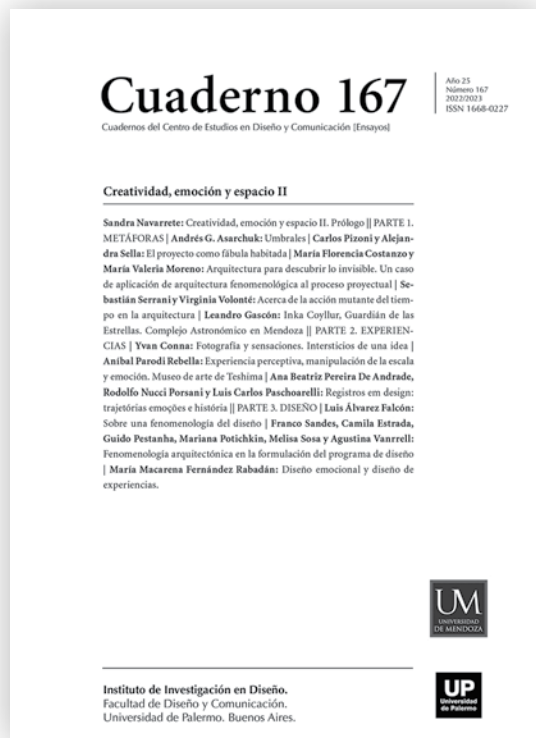 Cuaderno 167
Cuadernos del Centro de Estudios en Diseño y Comunicación [Ensayos]
Año 25
Número 167
2022/2023
ISSN 1668-0227
Creatividad, emoción y espacio II
Sandra Navarrete: Creatividad, emoción y espacio II. Prólogo || PARTE 1.
METÁFORAS | Andrés G. Asarchuk: Umbrales | Carlos Pizoni y Alejan-
dra Sella: El proyecto como fábula habitada | María Florencia Costanzo y
María Valeria Moreno: Arquitectura para descubrir lo invisible. Un caso
de aplicación de arquitectura fenomenológica al proceso proyectual | Se-
bastián Serrani y Virginia Volonté: Acerca de la acción mutante del tiem-
po en la arquitectura | Leandro Gascón: Inka Coyllur, Guardián de las
Estrellas. Complejo Astronómico en Mendoza || PARTE 2. EXPERIEN-
CIAS | Yvan Conna: Fotografía y sensaciones. Intersticios de una idea |
Aníbal Parodi Rebella: Experiencia perceptiva, manipulación de la escala
y emoción. Museo de arte de Teshima | Ana Beatriz Pereira De Andrade,
Rodolfo Nucci Porsani y Luis Carlos Paschoarelli: Registros em design:
trajetórias emoções e história || PARTE 3. DISEÑO | Luis Álvarez Falcón:
Sobre una fenomenología del diseño | Franco Sandes, Camila Estrada,
Guido Pestanha, Mariana Potichkin, Melisa Sosa y Agustina Vanrrell:
Fenomenología arquitectónica en la formulación del programa de diseño
| María Macarena Fernández Rabadán: Diseño emocional y diseño de
experiencias.
UM
UNIVERSIDAD
DE MENDOZA
Instituto de Investigación en Diseño.
Facultad de Diseño y Comunicación.
Universidad de Palermo. Buenos Aires.
UP
Universidad
de Palermo